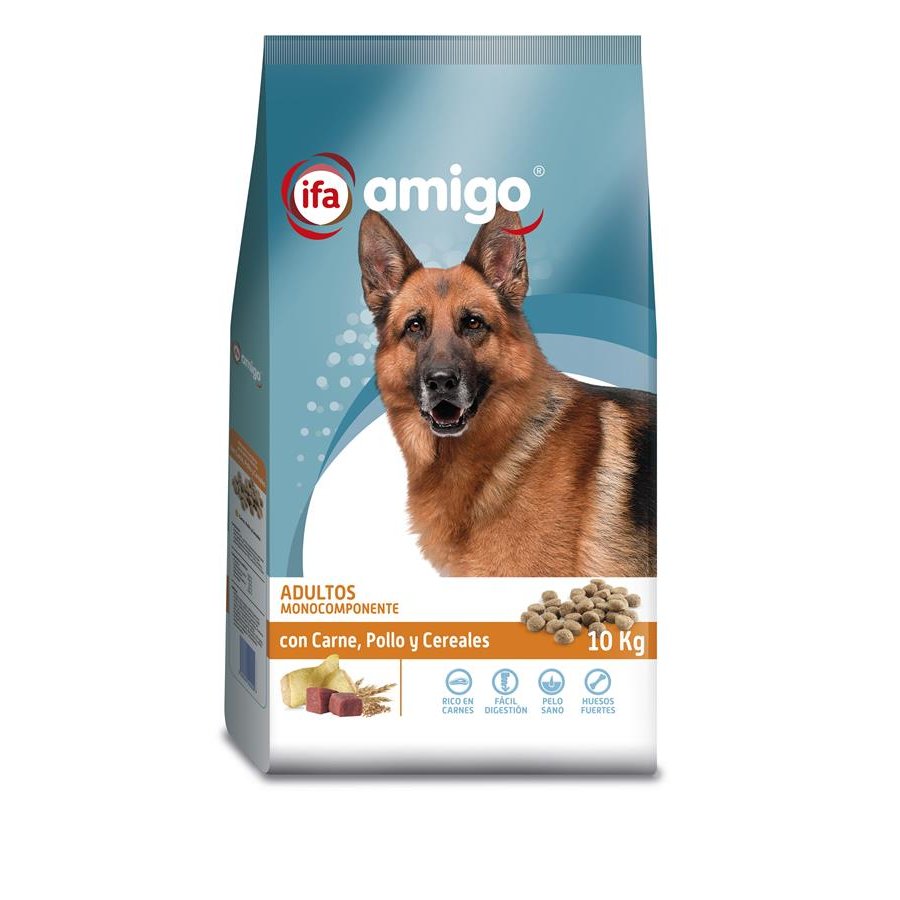 ifa amigo®
amigo
ADULTOS
MONOCOMPONENTE
con Carne, Pollo y Cereales
10 Kg
RICO EN
CARNES
FÁCIL
DIGESTIÓN
PELO
SANO
HUESOS
FUERTES